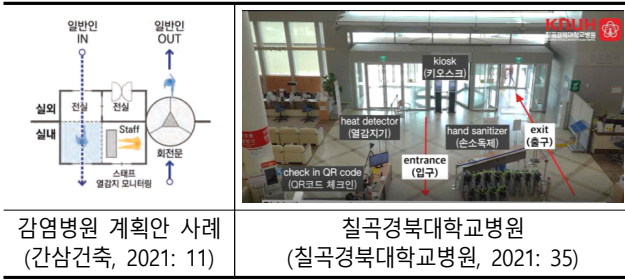 일반인
IN
일반인
OUT
전실
전실
실외
실내
Staff
회전문
스태프
열감지 모니터링
KNUH
칠곡경북대학교병원
kiosk
(키오스크)
heat detector
(열감지기)
hand sanitizer
(손소독제)
exit
(출구)
entrance
(입구)
check in QR code
(QR코드 체크인)
감염병원 계획안 사례
(간삼건축, 2021: 11)
칠곡경북대학교병원
(칠곡경북대학교병원, 2021: 35)